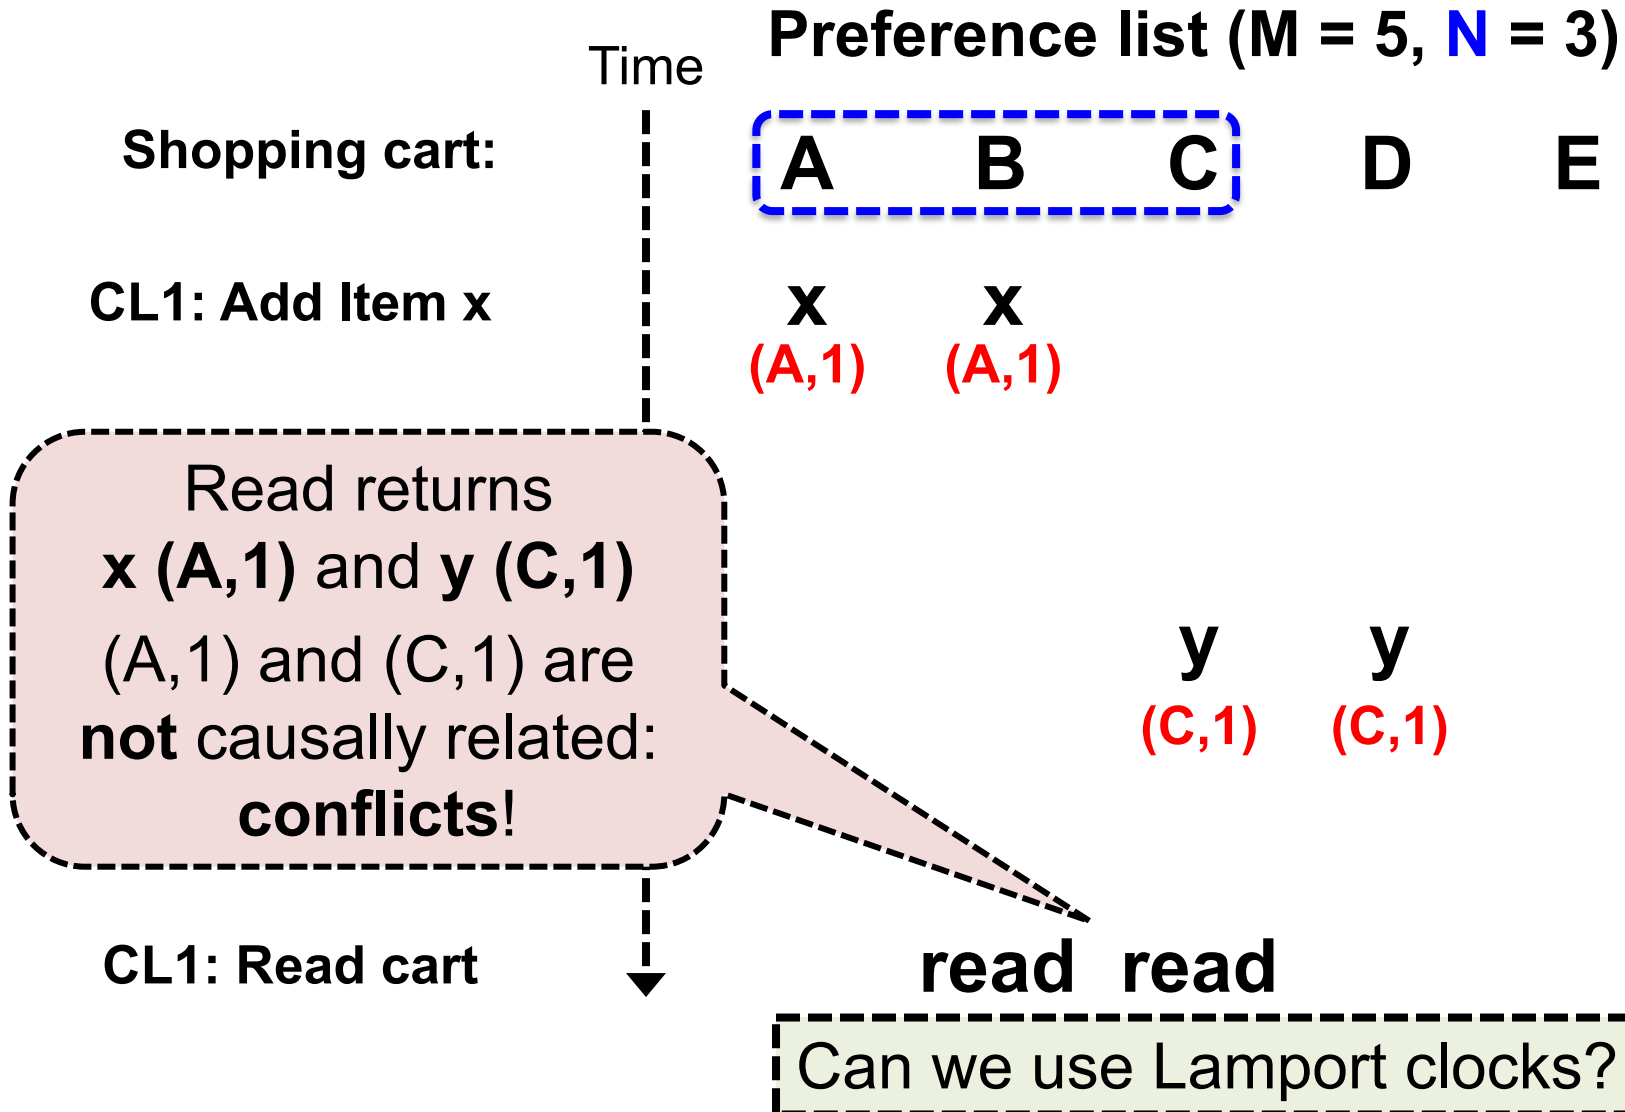 Preference list (M = 5, N = 3)
Time
Shopping cart:
A B C D E
CL1: Add Item x
x x
(A,1) (A,1)
Read returns
x (A,1) and y (C,1)
(A,1) and (C,1) are
not causally related:
conflicts!
y y
(C,1) (C,1)
CL1: Read cart
read read
Can we use Lamport clocks?